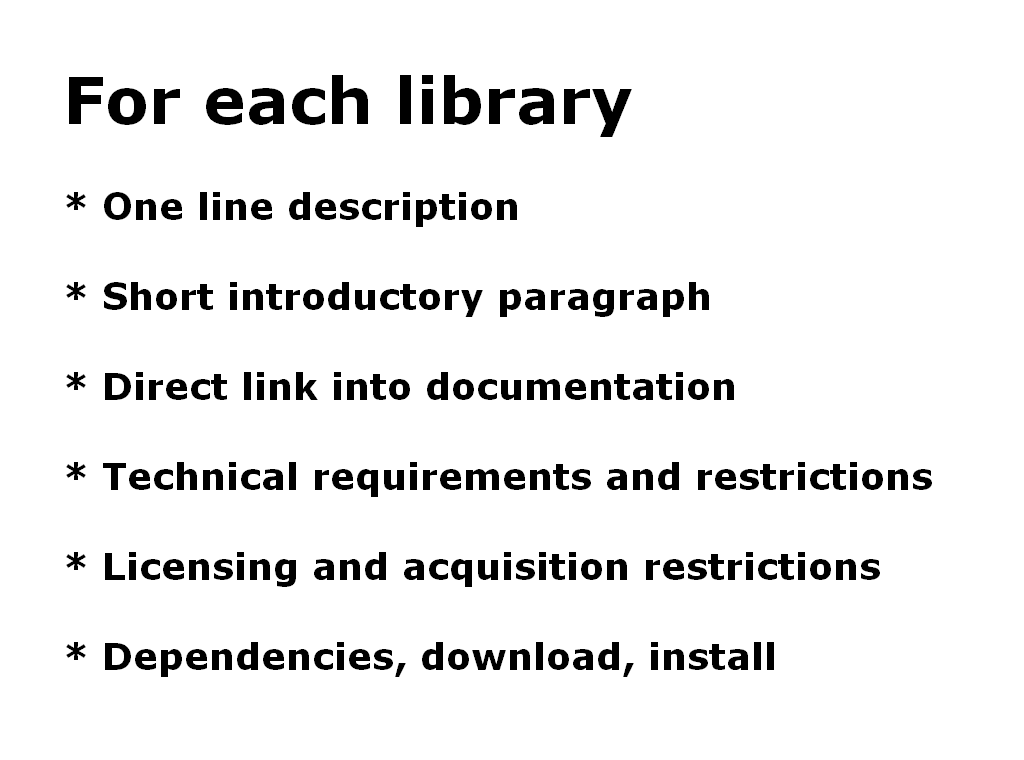 For each library
* One line description
* Short introductory paragraph
* Direct link into documentation
* Technical requirements and restrictions
* Licensing and acquisition restrictions
* Dependencies, download, install